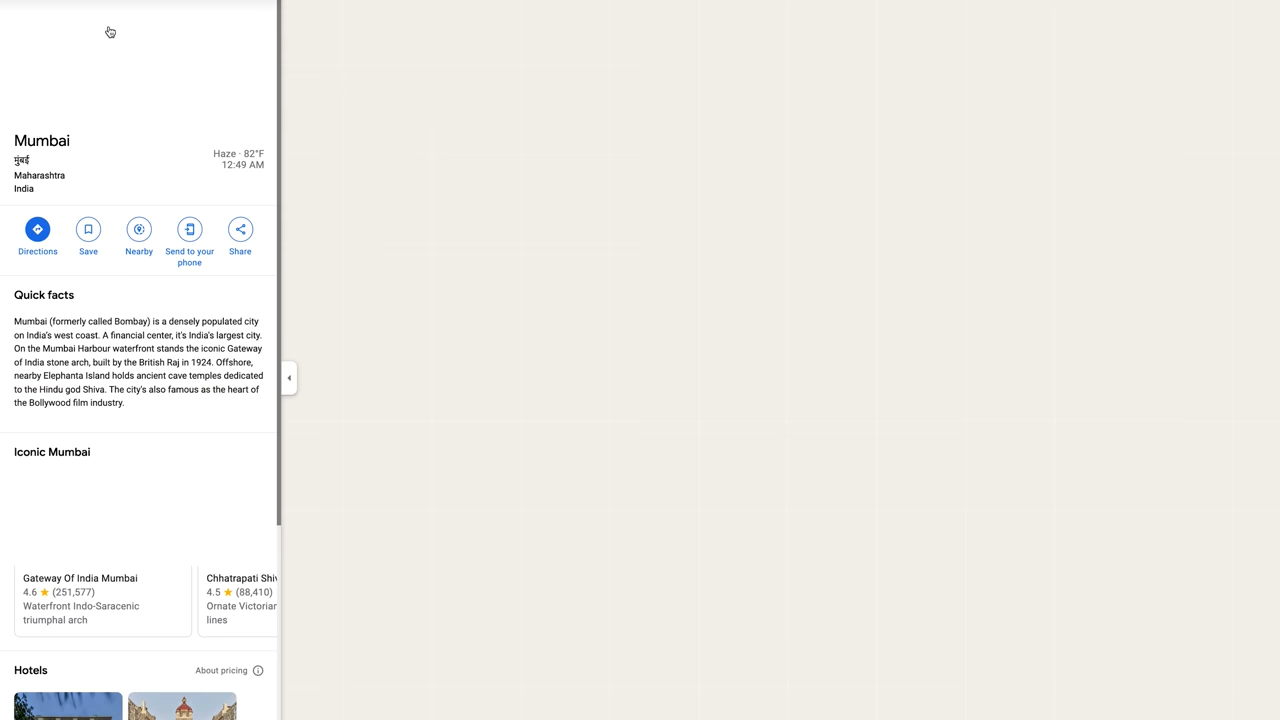 Mumbai
मुंबई
Maharashtra
India
Haze · 82°F
12:49 AM
Directions
Save
Nearby
Send to your
phone
Share
Quick facts
Mumbai (formerly called Bombay) is a densely populated city
on India's west coast. A financial center, it's India's largest city.
On the Mumbai Harbour waterfront stands the iconic Gateway
of India stone arch, built by the British Raj in 1924. Offshore,
nearby Elephanta Island holds ancient cave temples dedicated
to the Hindu god Shiva. The city's also famous as the heart of
the Bollywood film industry.
Iconic Mumbai
Gateway Of India Mumbai
4.6 ★ (251,577)
Waterfront Indo-Saracenic
triumphal arch
Chhatrapati
4.5 ★ (88,410)
Ornate Victorian
lines
Hotels
About pricing